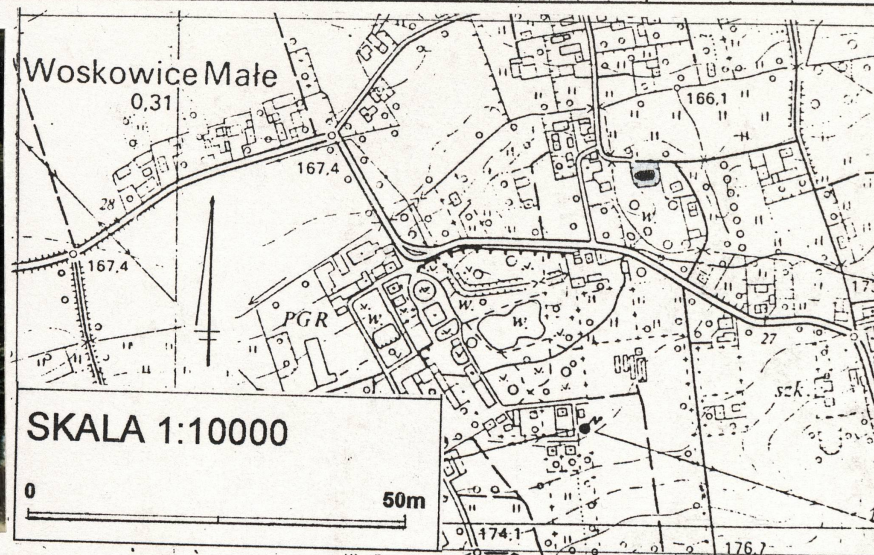 Woskowice Małe
0,31
166,1
167,4
28
W.
167,4
PGR
W.
W.
W.
27
szk.
SKALA 1:10000
0 50m
174.1
176,7